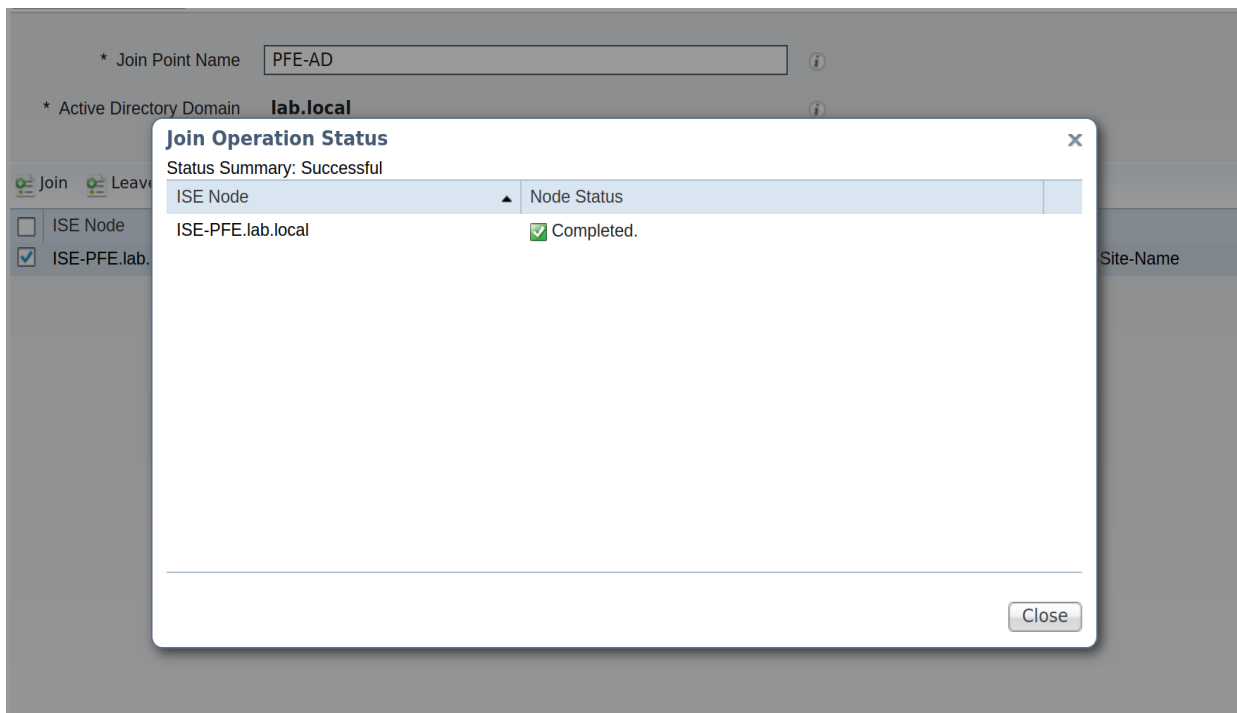 * Join Point Name PFE-AD
* Active Directory Domain lab.local
Join Operation Status
Status Summary: Successful
Join Leave
ISE Node Node Status
ISE-PFE.lab.local Completed.
ISE Node
ISE-PFE.lab. Site-Name
Close